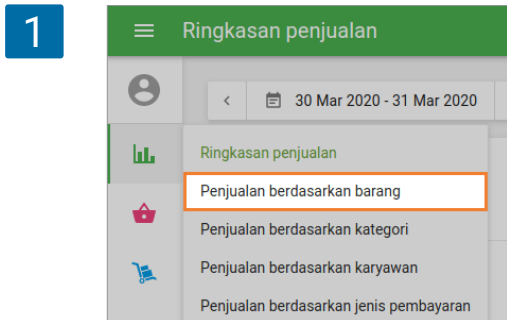 1
Ringkasan penjualan
30 Mar 2020 - 31 Mar 2020
Ringkasan penjualan
Penjualan berdasarkan barang
Penjualan berdasarkan kategori
Penjualan berdasarkan karyawan
Penjualan berdasarkan jenis pembayaran